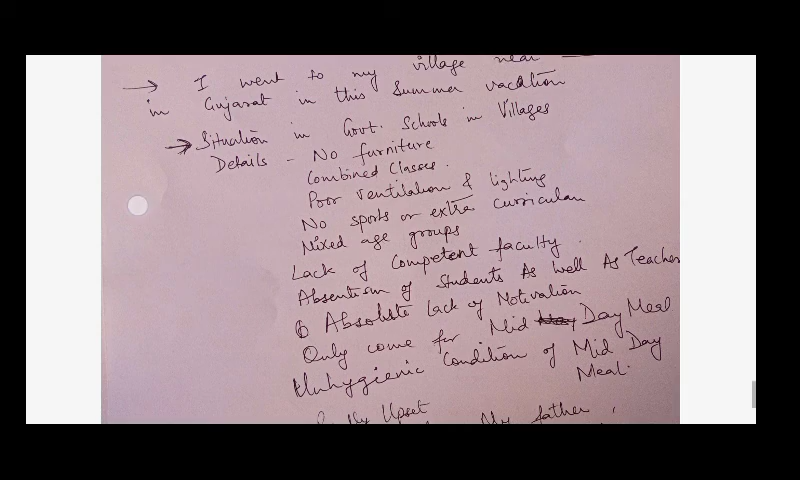 → I went to my village near
in Gujarat in this Summer vacation
→ Situation in Govt. Schools in Villages
Details - No furniture
Combined Classes.
Poor Ventilation & lighting
No sports or extra curricular
Mixed age groups
Lack of Competent faculty.
Absentism of Students As well As Teacher
Absolute Lack of Motivation
Only come for Mid Day Meal
Unhygienic Condition of Mid Day
Meal.
Upset
My father,